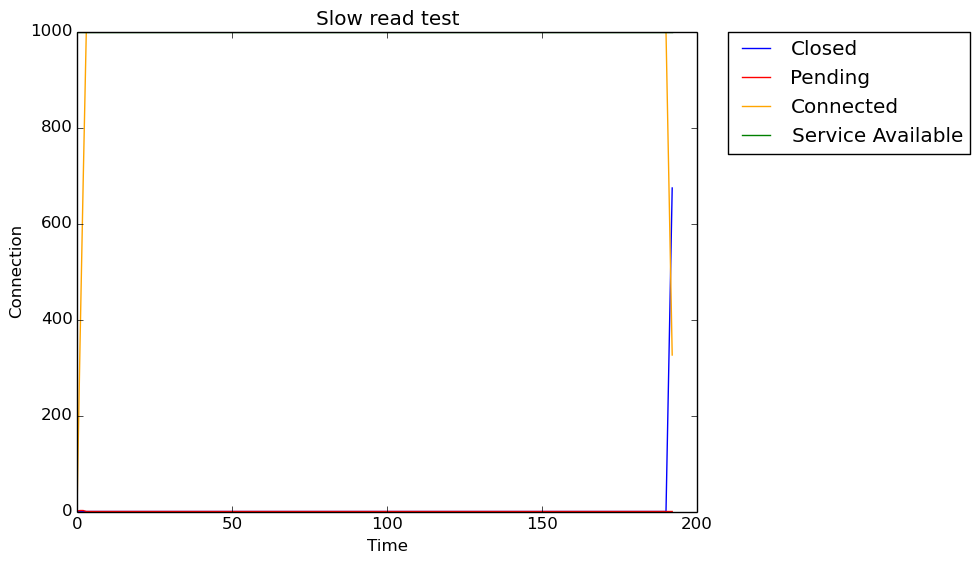 Slow read test
1000
800
600
400
200
0
Connection
0 50 100 150 200
Time
Closed
Pending
Connected
Service Available